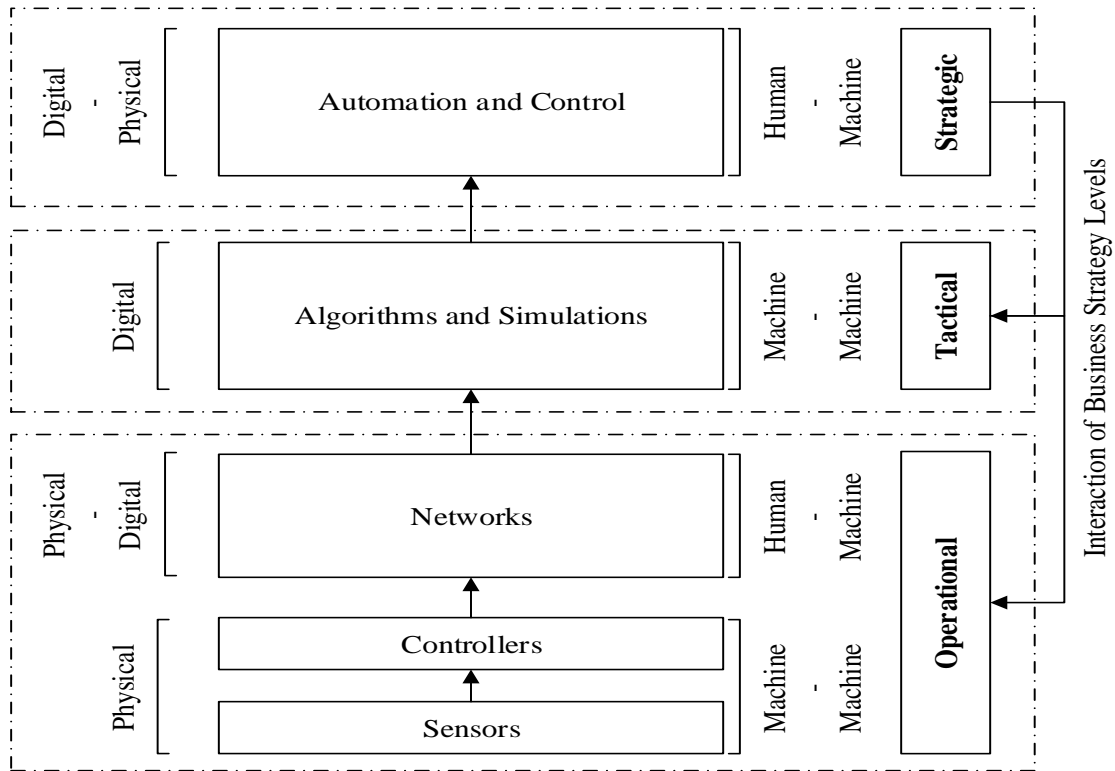 Digital
-
Physical
Automation and Control
Human
-
Machine
Strategic
Digital
Algorithms and Simulations
Machine
-
Machine
Tactical
Physical
-
Digital
Networks
Human
-
Machine
Operational
Physical
Controllers
Sensors
Machine
-
Machine
Interaction of Business Strategy Levels